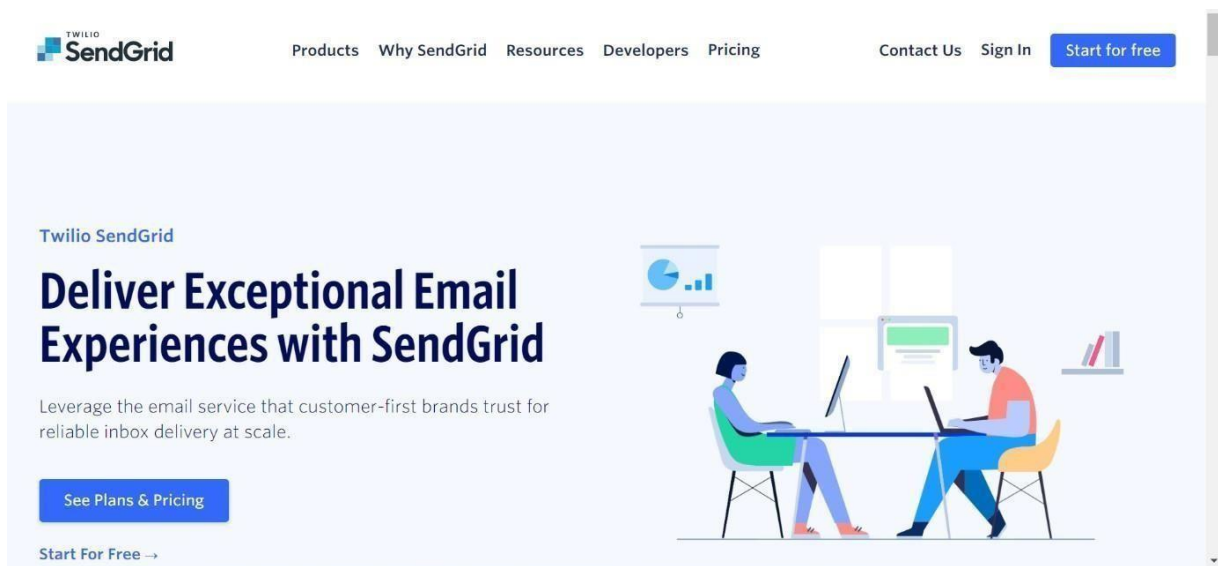 TWILIO
SendGrid
Products Why SendGrid Resources Developers Pricing Contact Us Sign In Start for free
Twilio SendGrid
Deliver Exceptional Email
Experiences with SendGrid
Leverage the email service that customer-first brands trust for
reliable inbox delivery at scale.
See Plans & Pricing
Start For Free →